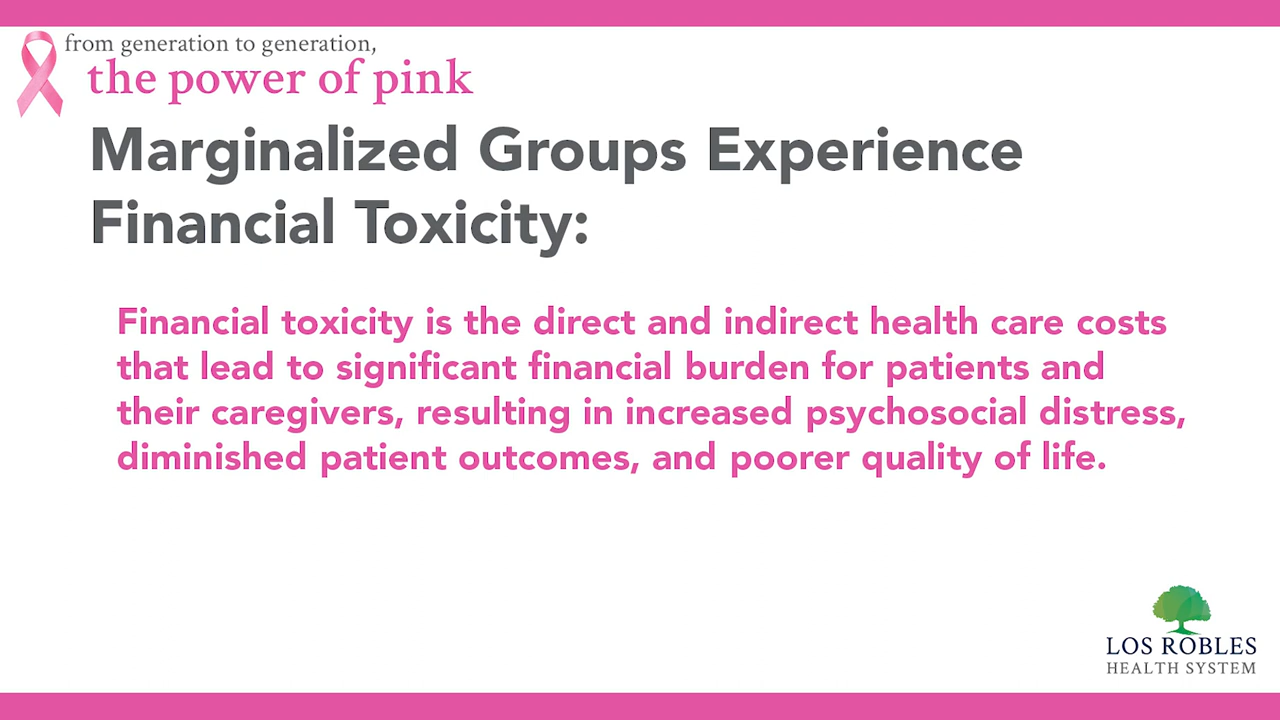 from generation to generation,
the power of pink
Marginalized Groups Experience
Financial Toxicity:
Financial toxicity is the direct and indirect health care costs
that lead to significant financial burden for patients and
their caregivers, resulting in increased psychosocial distress,
diminished patient outcomes, and poorer quality of life.
LOS ROBLES
HEALTH SYSTEM